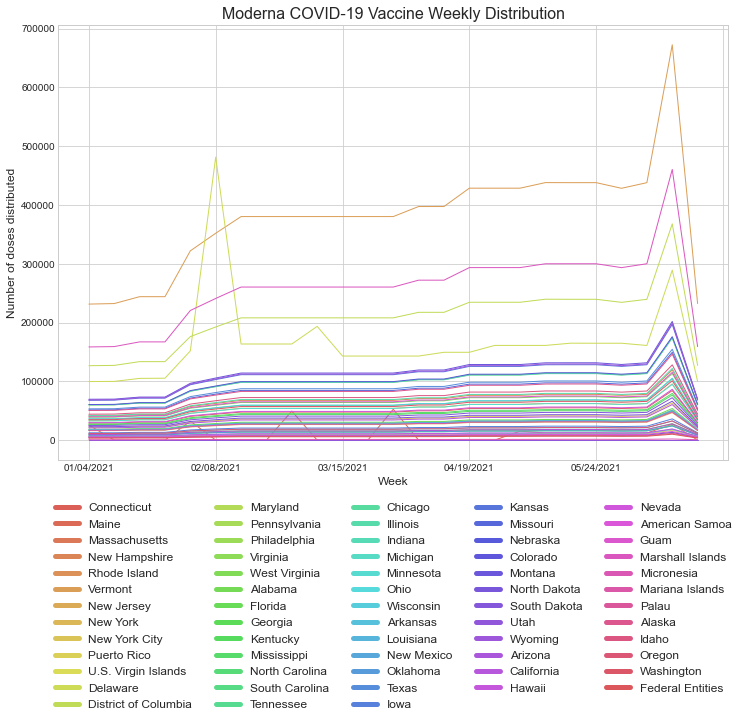 Moderna COVID-19 Vaccine Weekly Distribution
700000
600000
500000
400000
300000
200000
100000
0
Number of doses distributed
01/04/2021 02/08/2021 03/15/2021 04/19/2021 05/24/2021
Week
Connecticut Maryland Chicago Kansas Nevada
Maine Pennsylvania Illinois Missouri American Samoa
Massachusetts Philadelphia Indiana Nebraska Guam
New Hampshire Virginia Michigan Colorado Marshall Islands
Rhode Island West Virginia Minnesota Montana Micronesia
Vermont Alabama Ohio North Dakota Mariana Islands
New Jersey Florida Wisconsin South Dakota Palau
New York Georgia Arkansas Utah Alaska
New York City Kentucky Louisiana Wyoming Idaho
Puerto Rico Mississippi New Mexico Arizona Oregon
U.S. Virgin Islands North Carolina Oklahoma California Washington
Delaware South Carolina Texas Hawaii Federal Entities
District of Columbia Tennessee Iowa